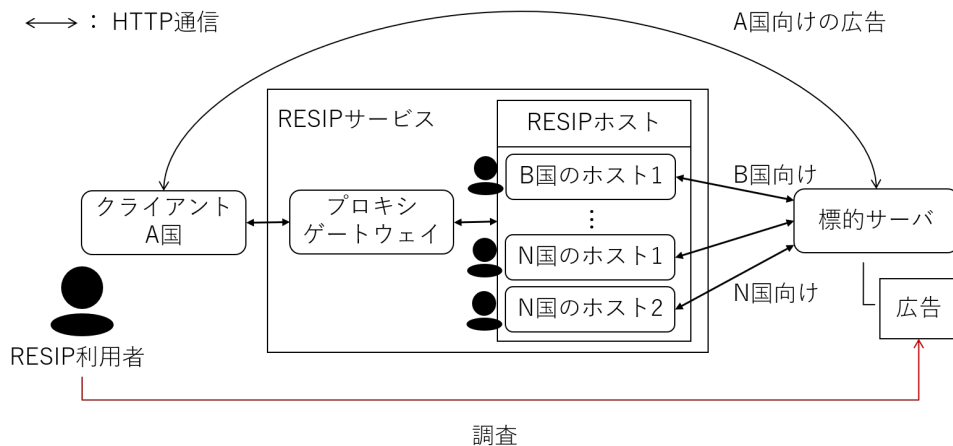 : HTTP通信
A国向けの広告
RESIPサービス
RESIPホスト
B国のホスト1
B国向け
クライアント
A国
プロキシ
ゲートウェイ
⋮
標的サーバ
N国のホスト1
N国のホスト2
N国向け
広告
RESIP利用者
調査